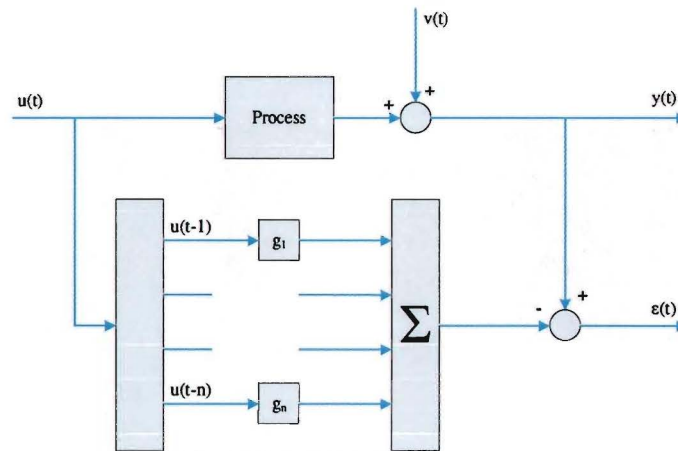 v(t)
+
u(t)
Process
+
y(t)
u(t-1)
g₁
+
-
Σ
ε(t)
u(t-n)
gₙ